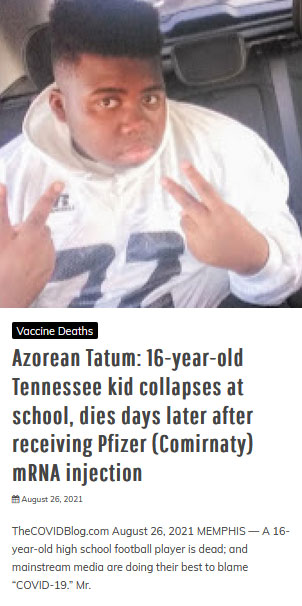 R
77
Vaccine Deaths
Azorean Tatum: 16-year-old
Tennessee kid collapses at
school, dies days later after
receiving Pfizer (Comirnaty)
mRNA injection
August 26, 2021
TheCOVIDBlog.com August 26, 2021 MEMPHIS — A 16-
year-old high school football player is dead; and
mainstream media are doing their best to blame
“COVID-19.” Mr.